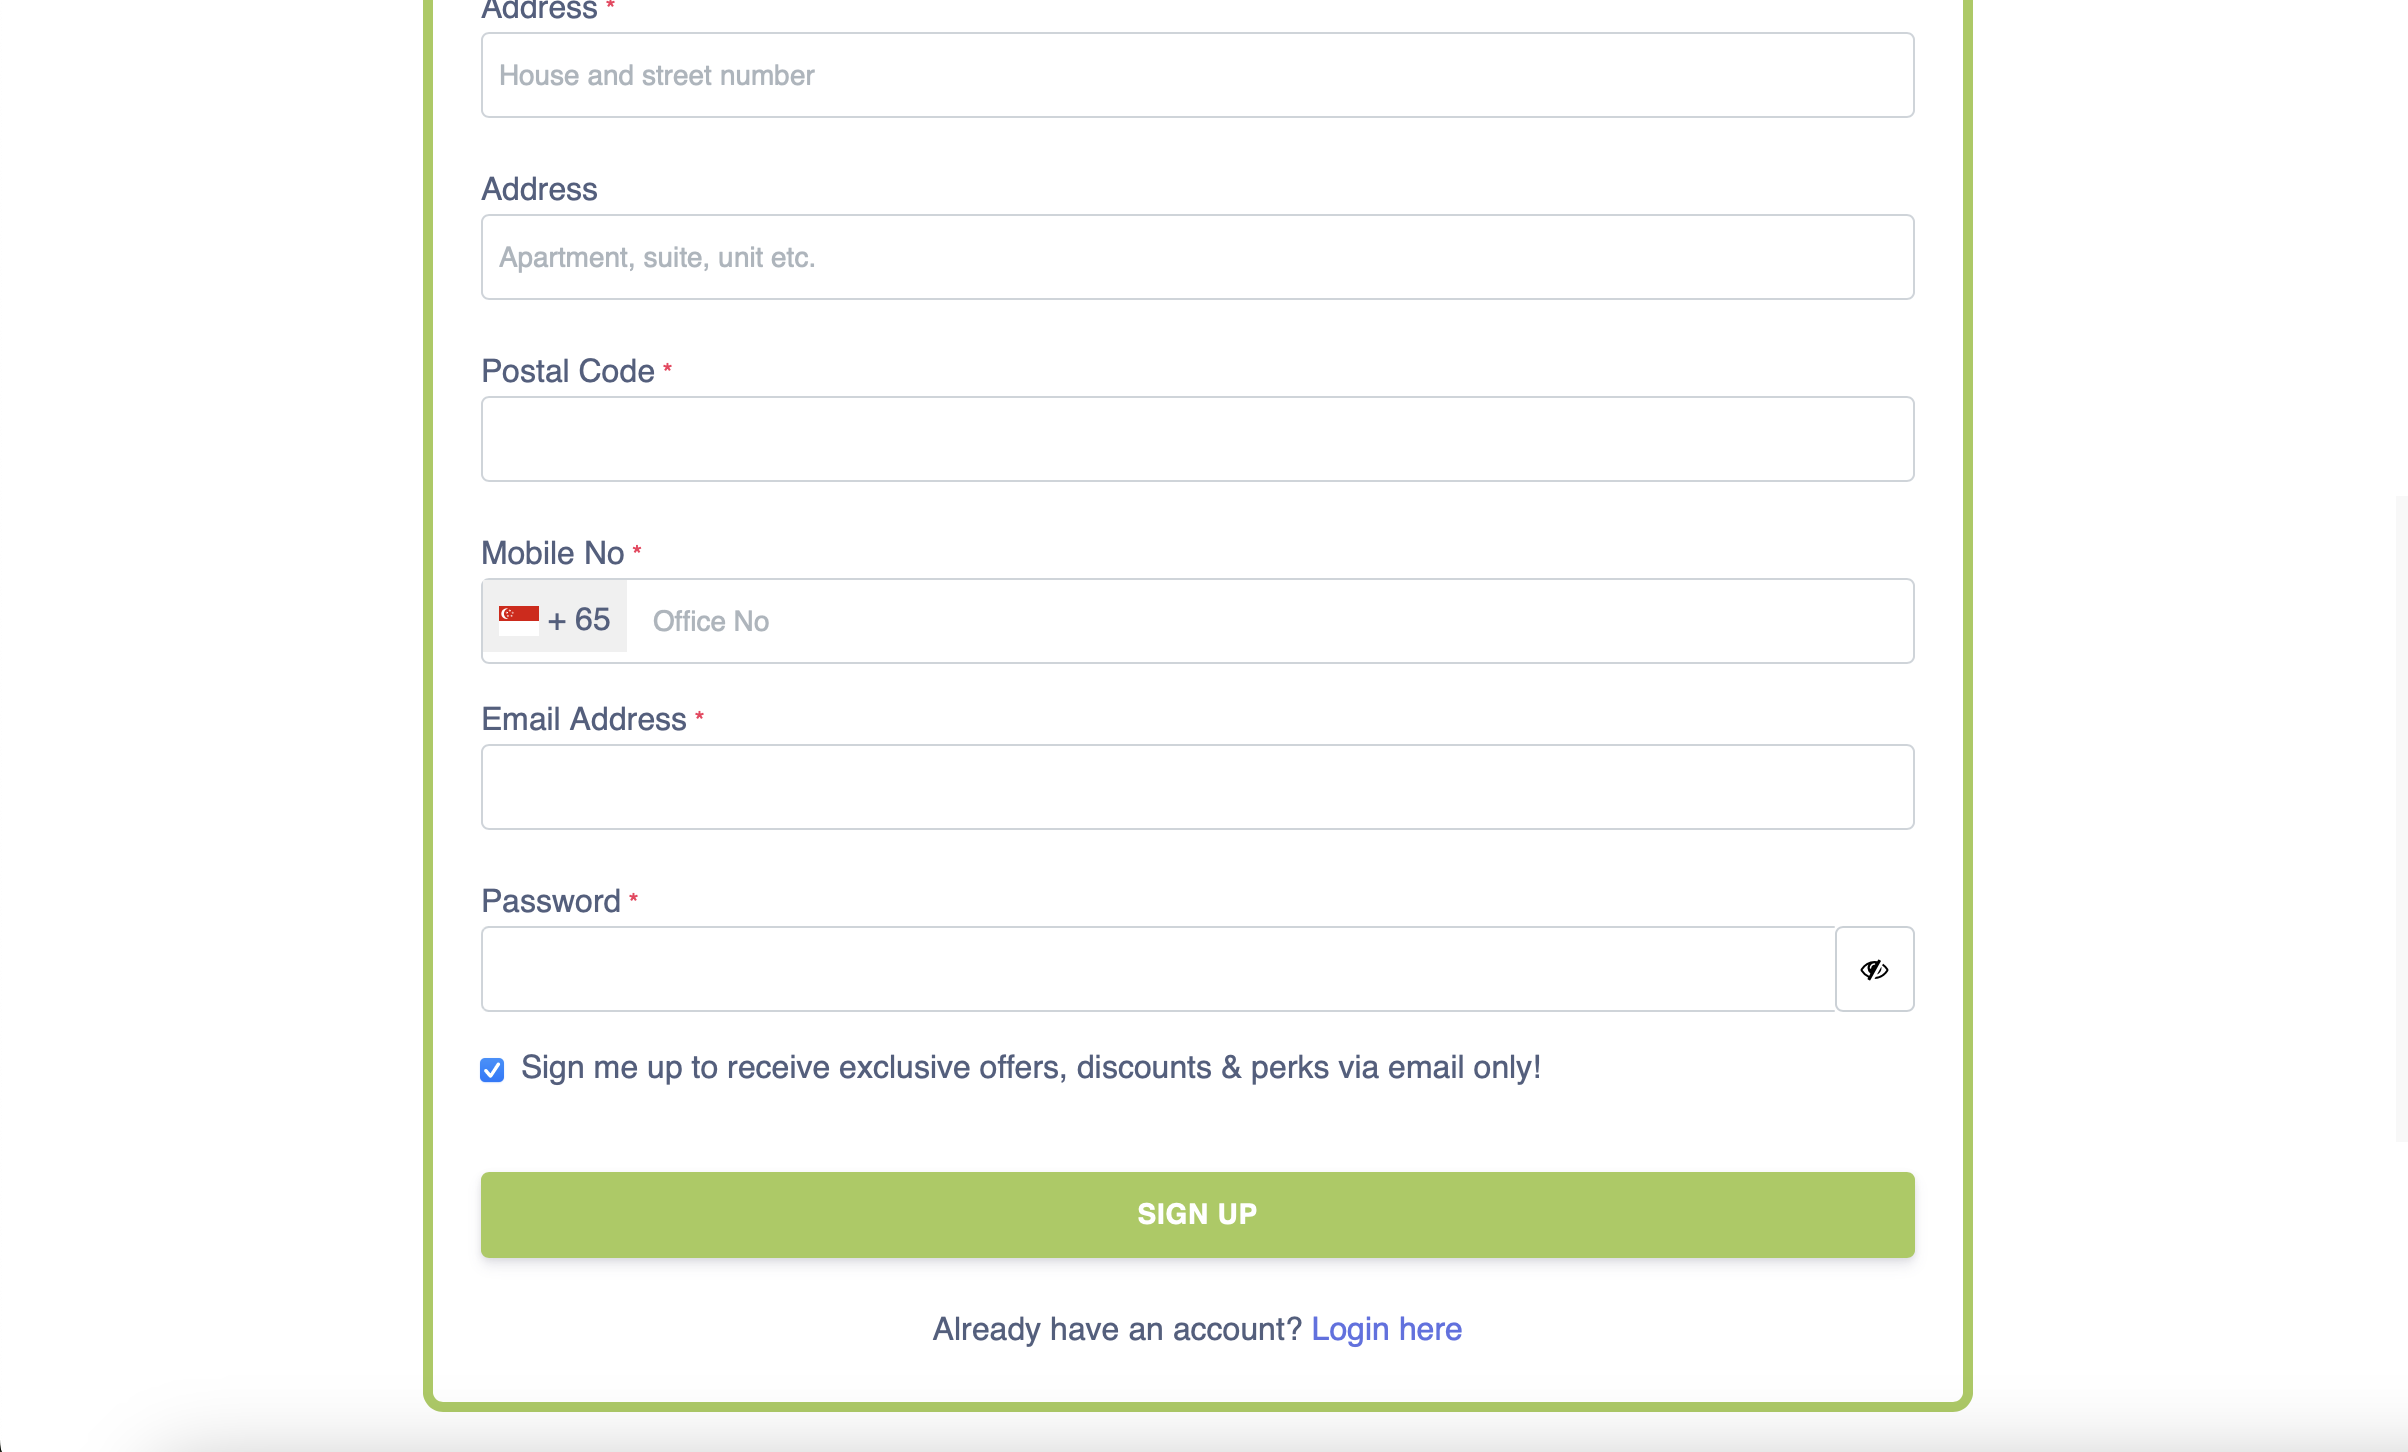 Address *
House and street number
Address
Apartment, suite, unit etc.
Postal Code *
Mobile No *
+ 65 Office No
Email Address *
Password *
Sign me up to receive exclusive offers, discounts & perks via email only!
SIGN UP
Already have an account? Login here